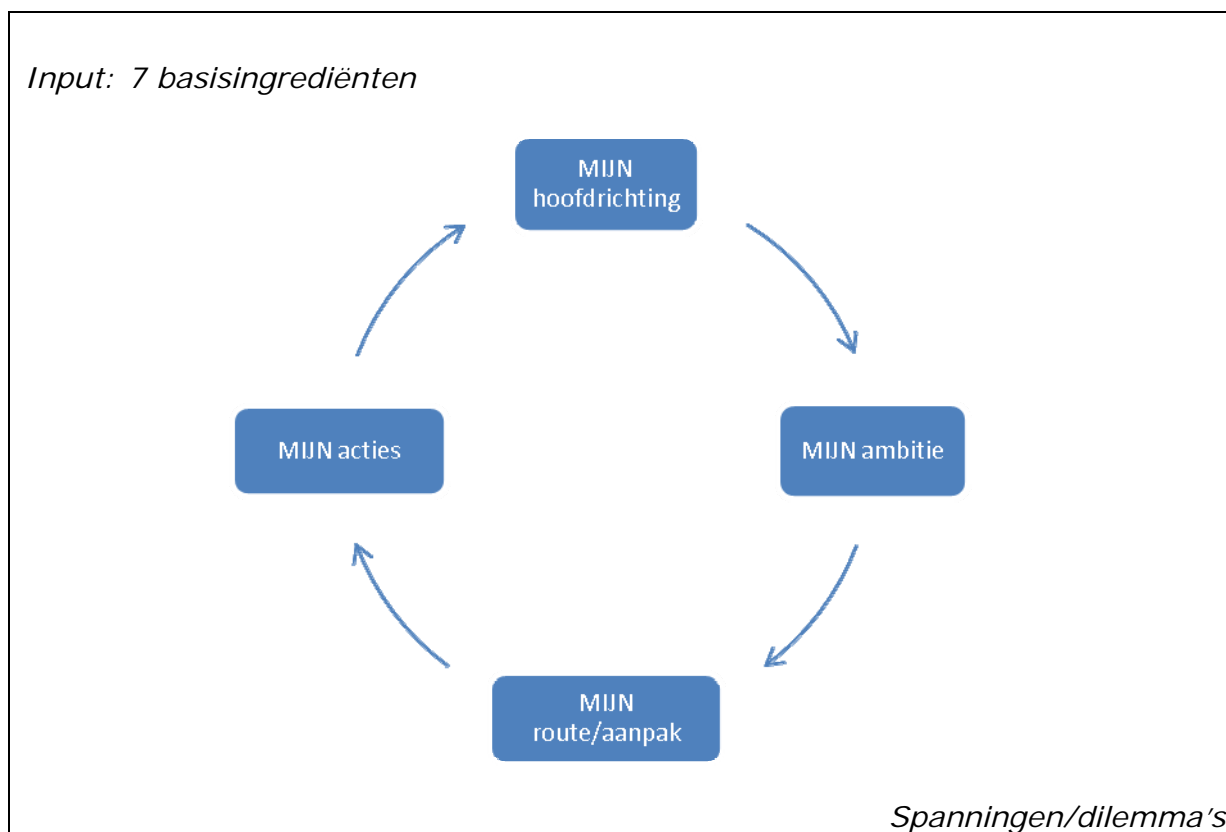 Input: 7 basisingrediënten
MIJN
hoofdrichting
MIJN acties
MIJN ambitie
MIJN
route/aanpak
Spanningen/dilemma's